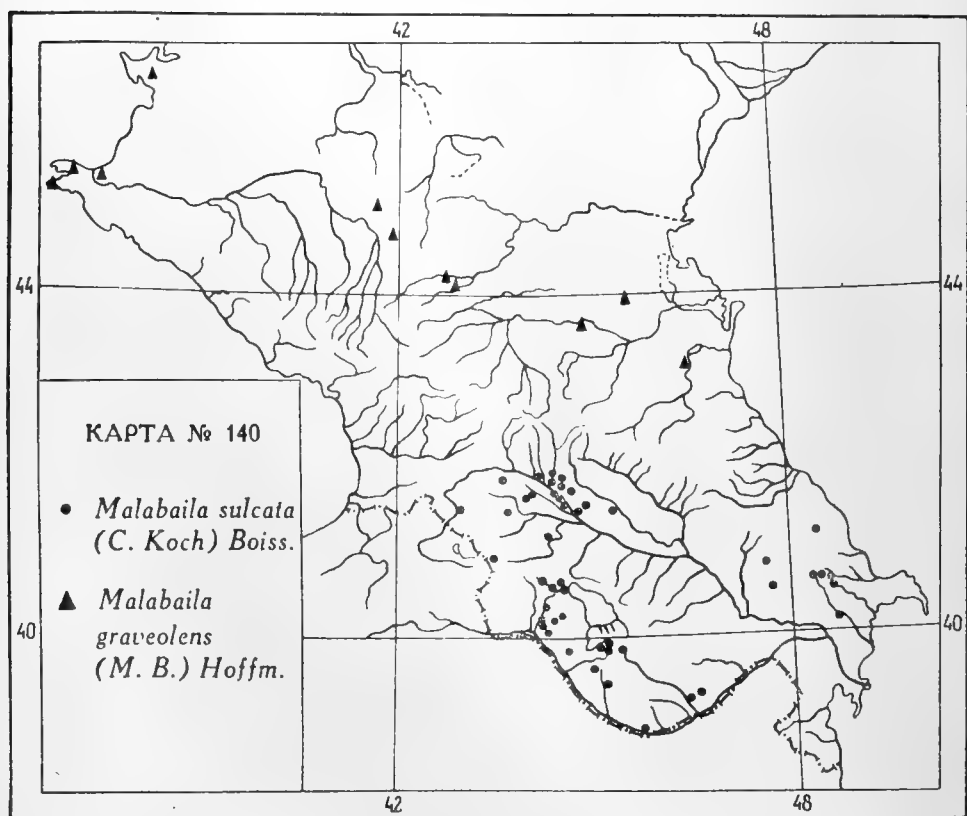 42 48
44 44
КАРТА № 140
Malabaila sulcata
(C. Koch) Boiss.
40 40
Malabaila
graveolens
(M. B.) Hoffm.
42 48